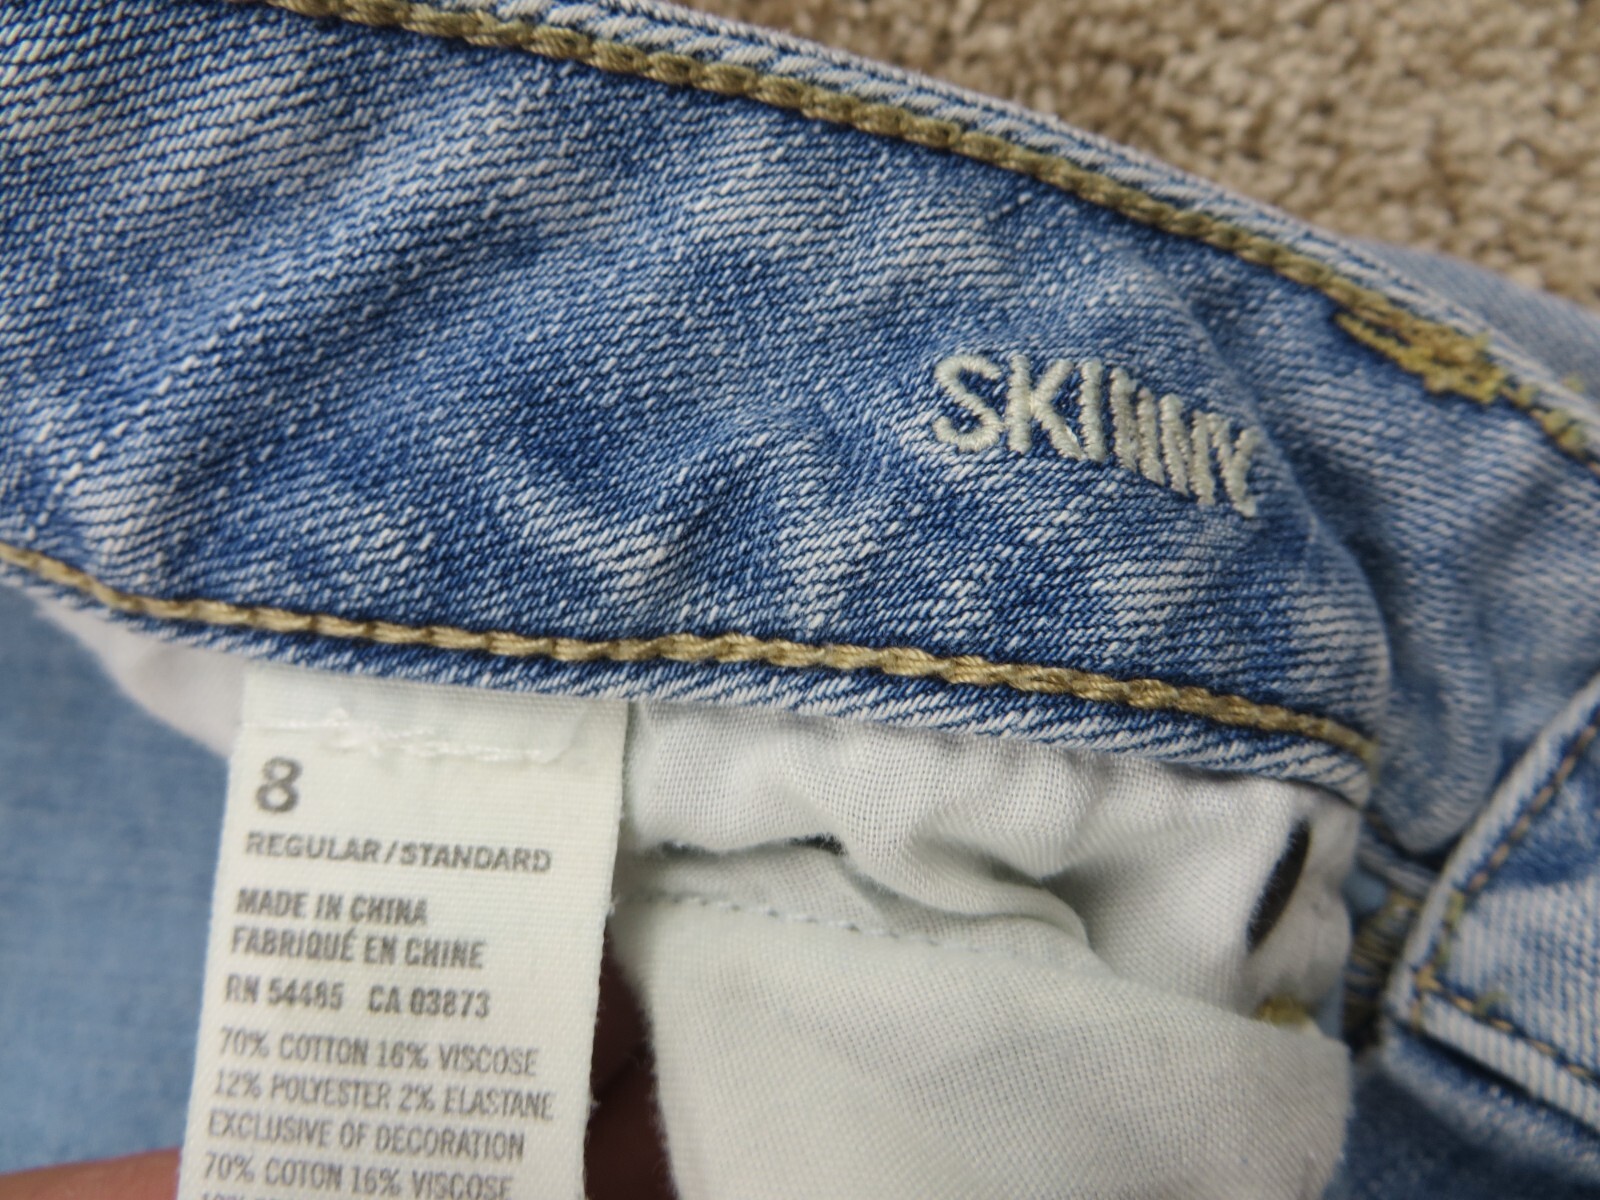 SKINNY
8
REGULAR/STANDARD
MADE IN CHINA
FABRIQUÉ EN CHINE
RN 54485 CA 03873
70% COTTON 16% VISCOSE
12% POLYESTER 2% ELASTANE
EXCLUSIVE OF DECORATION
70% COTON 16% VISCOSE